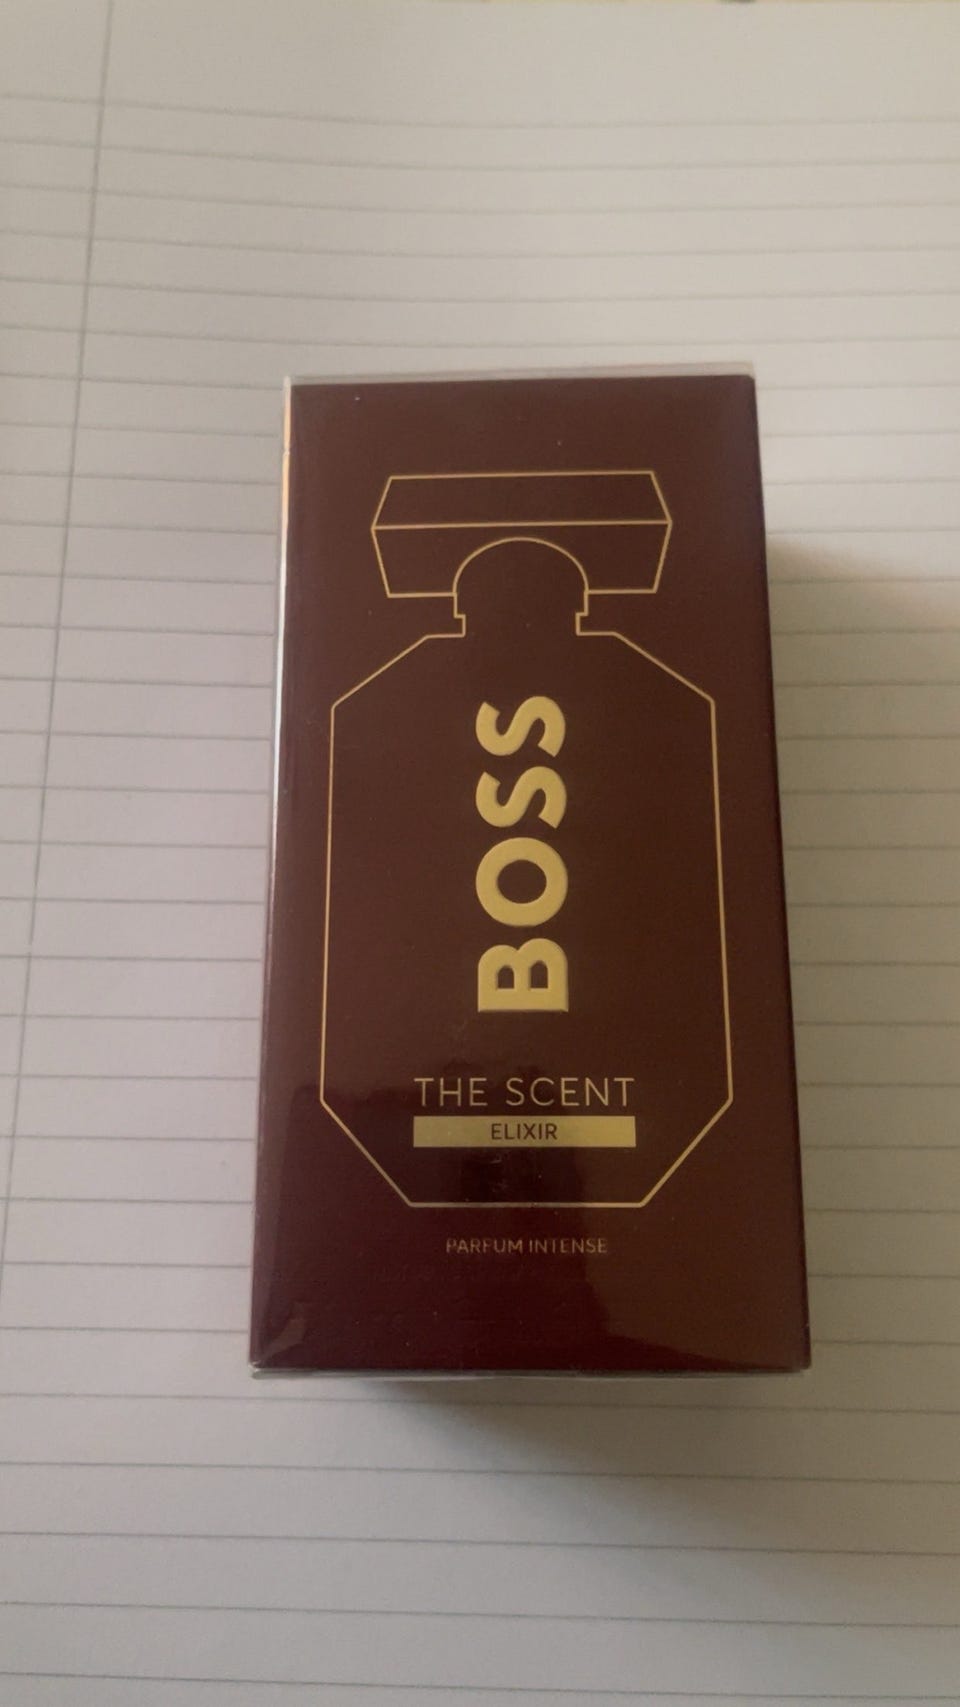 BOSS
THE SCENT
ELIXIR
PARFUM INTENSE